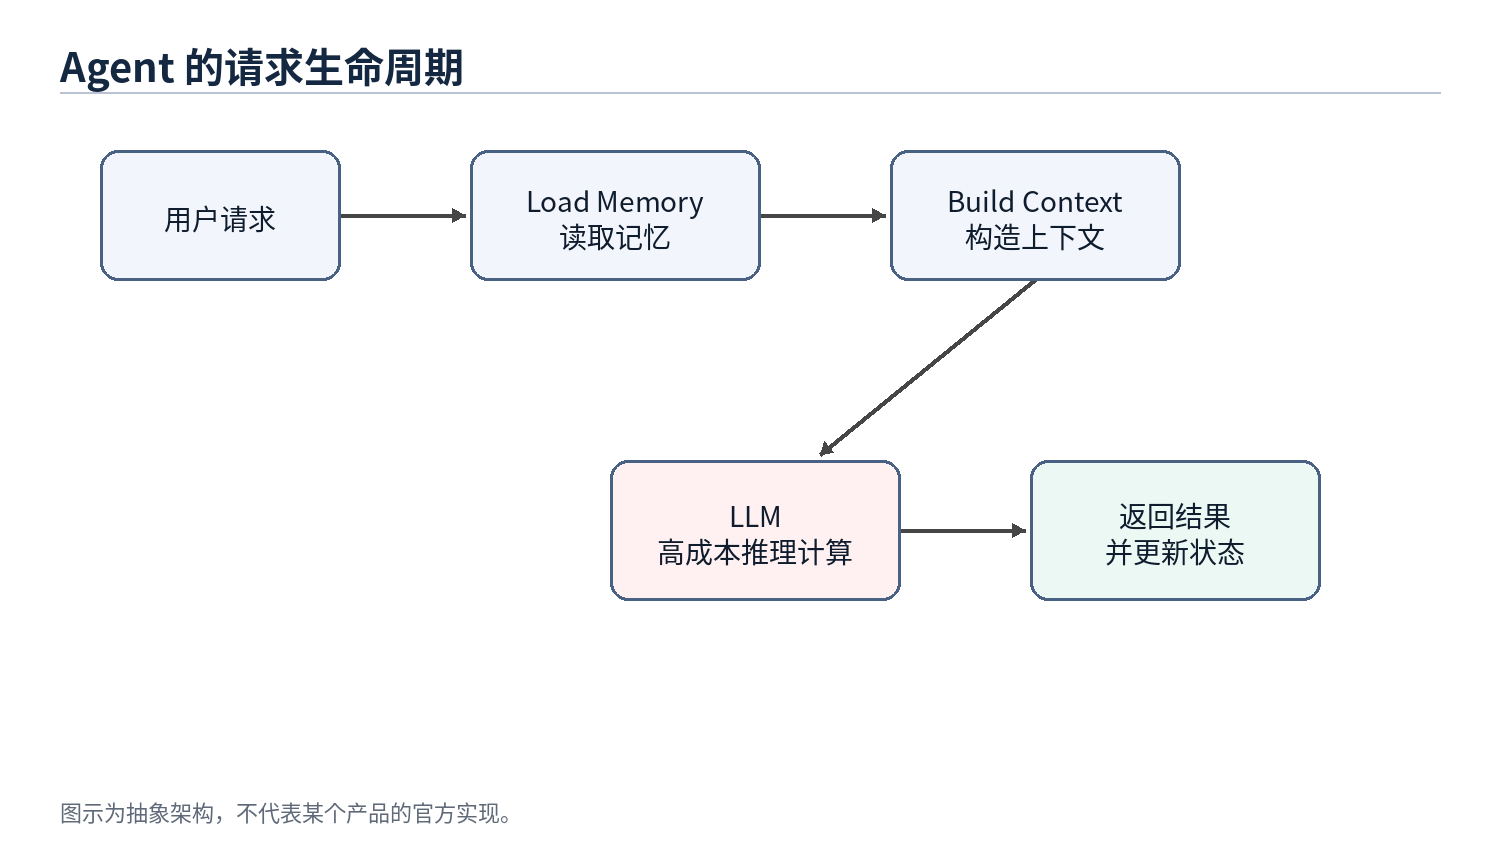 Agent 的请求生命周期
用户请求
Load Memory
读取记忆
Build Context
构造上下文
LLM
高成本推理计算
返回结果
并更新状态
图示为抽象架构，不代表某个产品的官方实现。